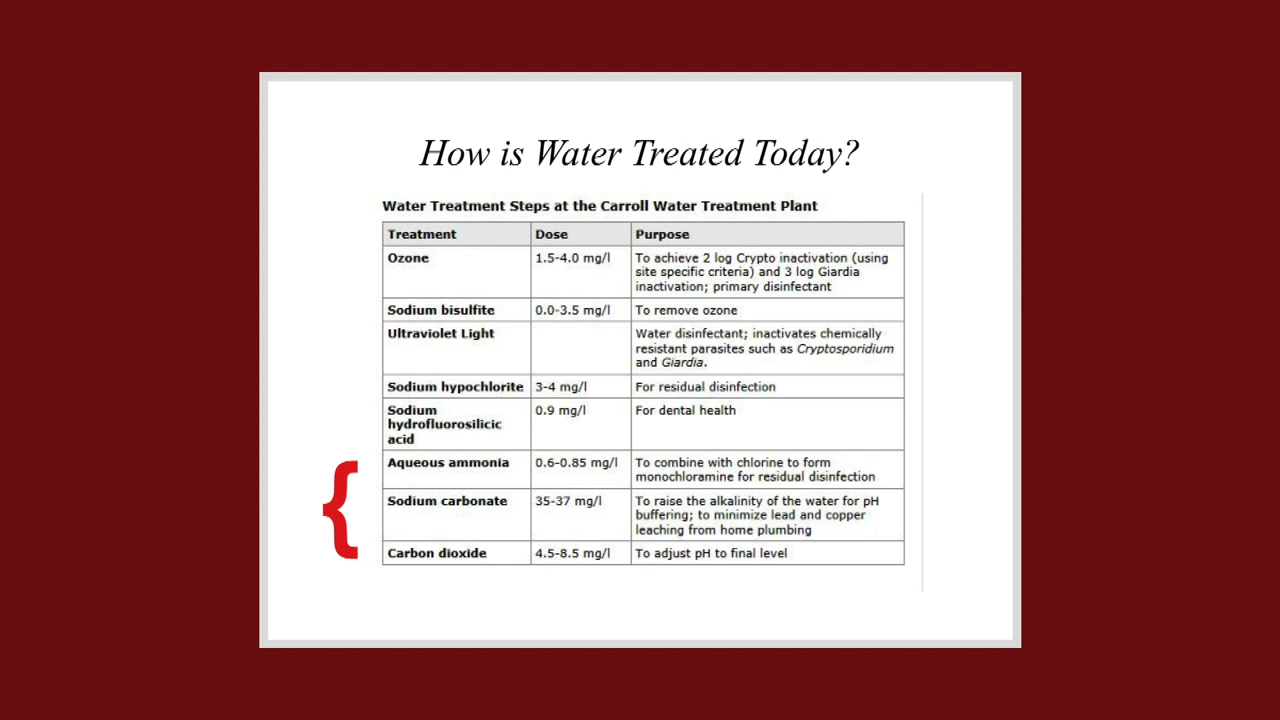 How is Water Treated Today?
Water Treatment Steps at the Carroll Water Treatment Plant
Treatment Dose Purpose
Ozone 1.5-4.0 mg/l To achieve 2 log Crypto inactivation (using
site specific criteria) and 3 log Giardia
inactivation; primary disinfectant
Sodium bisulfite 0.0-3.5 mg/l To remove ozone
Ultraviolet Light Water disinfectant; inactivates chemically
resistant parasites such as Cryptosporidium
and Giardia.
Sodium hypochlorite 3-4 mg/l For residual disinfection
Sodium 0.9 mg/l For dental health
hydrofluorosilicic
acid
Aqueous ammonia 0.6-0.85 mg/l To combine with chlorine to form
monochloramine for residual disinfection
Sodium carbonate 35-37 mg/l To raise the alkalinity of the water for pH
buffering; to minimize lead and copper
leaching from home plumbing
Carbon dioxide 4.5-8.5 mg/l To adjust pH to final level
{